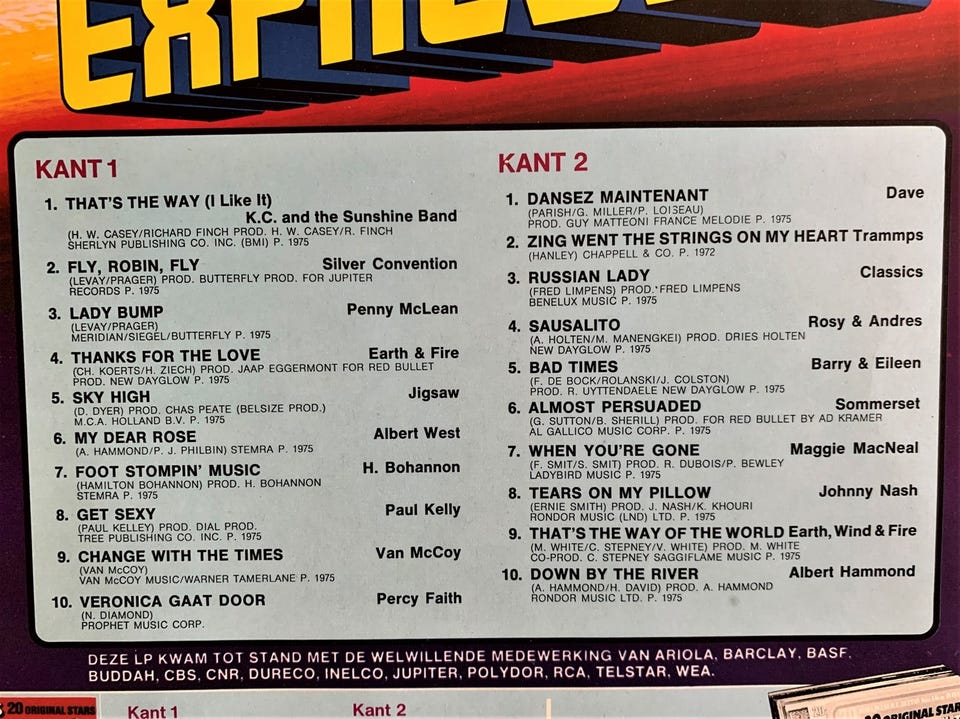 KANT 1
1. THAT'S THE WAY (I Like It)
K.C. and the Sunshine Band
(H. W. CASEY/RICHARD FINCH PROD. H. W. CASEY/R. FINCH
SHERLYN PUBLISHING CO. INC. (BMI) P. 1975
2. FLY, ROBIN, FLY Silver Convention
(LEVAY/PRAGER) PROD. BUTTERFLY PROD. FOR JUPITER
RECORDS P. 1975
3. LADY BUMP Penny McLean
(LEVAY/PRAGER)
MERIDIAN/SIEGEL/BUTTERFLY P. 1975
4. THANKS FOR THE LOVE Earth & Fire
(CH. KOERTS/H. ZIECH) PROD. JAAP EGGERMONT FOR RED BULLET
PROD. NEW DAYGLOW P. 1975
5. SKY HIGH Jigsaw
(D. DYER) PROD. CHAS PEATE (BELSIZE PROD.)
M.C.A. HOLLAND B.V. P. 1975
6. MY DEAR ROSE Albert West
(A. HAMMOND/P. J. PHILBIN) STEMRA P. 1975
7. FOOT STOMPIN' MUSIC H. Bohannon
(HAMILTON BOHANNON) PROD. H. BOHANNON
STEMRA P. 1975
8. GET SEXY Paul Kelly
(PAUL KELLEY) PROD. DIAL PROD.
TREE PUBLISHING CO. INC. P. 1975
9. CHANGE WITH THE TIMES Van McCoy
(VAN McCOY)
VAN McCOY MUSIC/WARNER TAMERLANE P. 1975
10. VERONICA GAAT DOOR Percy Faith
(N. DIAMOND)
PROPHET MUSIC CORP.
KANT 2
1. DANSEZ MAINTENANT Dave
(PARISH/G. MILLER/P. LOISEAU)
PROD. GUY MATTEONI FRANCE MELODIE P. 1975
2. ZING WENT THE STRINGS ON MY HEART Trammps
(HANLEY) CHAPPELL & CO. P. 1972
3. RUSSIAN LADY Classics
(FRED LIMPENS) PROD. FRED LIMPENS
BENELUX MUSIC P. 1975
4. SAUSALITO Rosy & Andres
(A. HOLTEN/M. MANENGKEI) PROD. DRIES HOLTEN
NEW DAYGLOW P. 1975
5. BAD TIMES Barry & Eileen
(F. DE BOCK/ROLANSKI/J. COLSTON)
PROD. R. UYTTENDAELE NEW DAYGLOW P. 1975
6. ALMOST PERSUADED Sommerset
(G. SUTTON/B. SHERILL) PROD. FOR RED BULLET BY AD KRAMER
AL GALLICO MUSIC CORP. P. 1975
7. WHEN YOU'RE GONE Maggie MacNeal
(F. SMIT/S. SMIT) PROD. R. DUBOIS/P. BEWLEY
LADYBIRD MUSIC P. 1975
8. TEARS ON MY PILLOW Johnny Nash
(ERNIE SMITH) PROD. J. NASH/K. KHOURI
RONDOR MUSIC (LND) LTD. P. 1975
9. THAT'S THE WAY OF THE WORLD Earth, Wind & Fire
(M. WHITE/C. STEPNEY/V. WHITE) PROD. M. WHITE
CO-PROD. C. STEPNEY SAGGIFLAME MUSIC P. 1975
10. DOWN BY THE RIVER Albert Hammond
(A. HAMMOND/H. DAVID) PROD. A. HAMMOND
RONDOR MUSIC LTD. P. 1975
DEZE LP KWAM TOT STAND MET DE WELWILLENDE MEDEWERKING VAN ARIOLA, BARCLAY, BASF,
BUDDAH, CBS, CNR, DURECO, INELCO, JUPITER, POLYDOR, RCA, TELSTAR, WEA.
20 ORIGINAL STARS
Kant 1 Kant 2